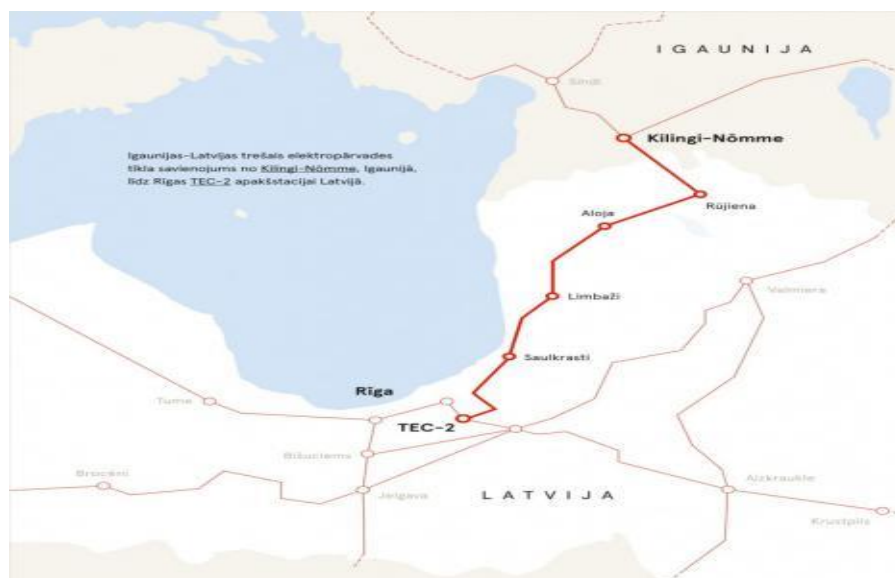 IGAUNIJA
Sindi
Kilingi-Nõmme
Igaunijas–Latvijas trešais elektropārvades
tīkla savienojums no Kilingi-Nõmme, Igaunijā,
līdz Rīgas TEC-2 apakšstacijai Latvijā.
Rūjiena
Aloja
Valmiera
Limbaži
Saulkrasti
Rīga
Tume
TEC-2
Bišuciems
Brocēni
Aizkraukle
Jelgava
LATVIJA
Krustpils